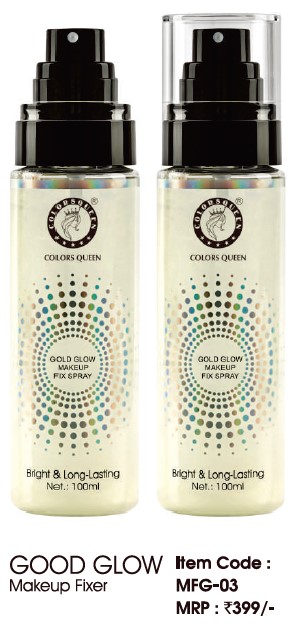 COLORS QUEEN
®
COLORS QUEEN
GOLD GLOW
MAKEUP
FIX SPRAY
Bright & Long-Lasting
Net.: 100ml
COLORS QUEEN
®
COLORS QUEEN
GOLD GLOW
MAKEUP
FIX SPRAY
Bright & Long-Lasting
Net.: 100ml
GOOD GLOW
Makeup Fixer
Item Code :
MFG-03
MRP : ₹399/-